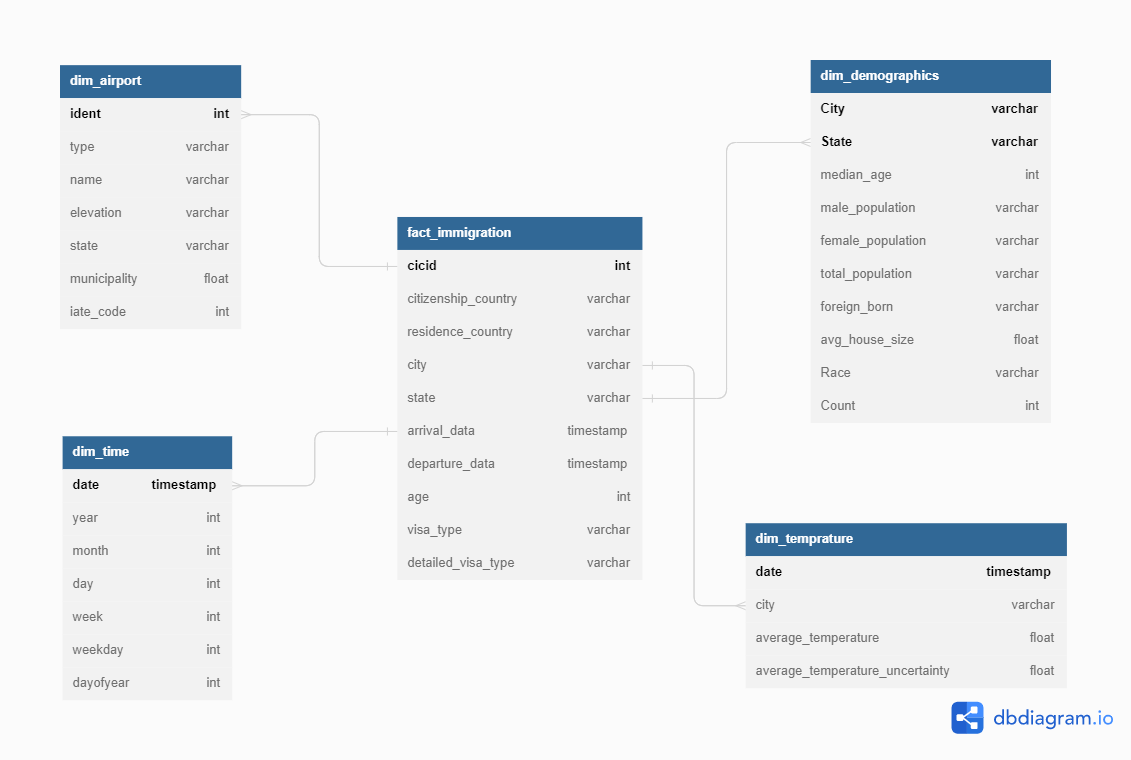 dim_airport
ident int
type varchar
name varchar
elevation varchar
state varchar
municipality float
iate_code int
dim_time
date timestamp
year int
month int
day int
week int
weekday int
dayofyear int
fact_immigration
cicid int
citizenship_country varchar
residence_country varchar
city varchar
state varchar
arrival_data timestamp
departure_data timestamp
age int
visa_type varchar
detailed_visa_type varchar
dim_demographics
City varchar
State varchar
median_age int
male_population varchar
female_population varchar
total_population varchar
foreign_born varchar
avg_house_size float
Race varchar
Count int
dim_temprature
date timestamp
city varchar
average_temperature float
average_temperature_uncertainty float
dbdiagram.io